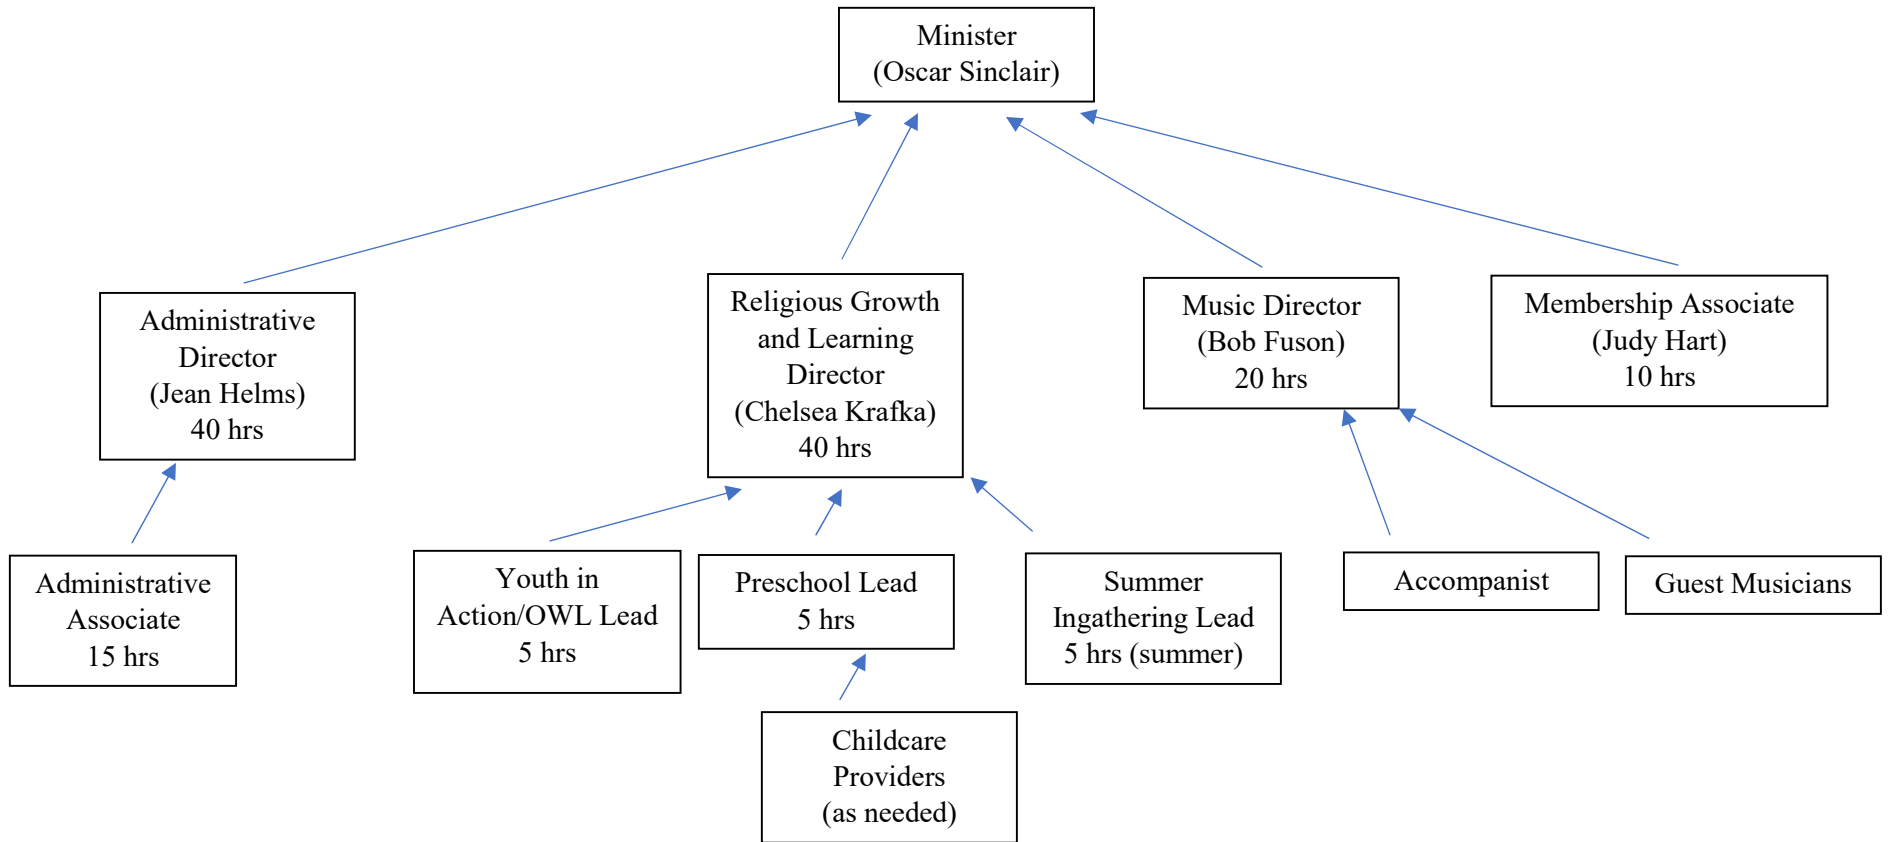 Minister
(Oscar Sinclair)
Administrative
Director
(Jean Helms)
40 hrs
Religious Growth
and Learning
Director
(Chelsea Krafka)
40 hrs
Music Director
(Bob Fuson)
20 hrs
Membership Associate
(Judy Hart)
10 hrs
Administrative
Associate
15 hrs
Youth in
Action/OWL Lead
5 hrs
Preschool Lead
5 hrs
Summer
Ingathering Lead
5 hrs (summer)
Accompanist
Guest Musicians
Childcare
Providers
(as needed)